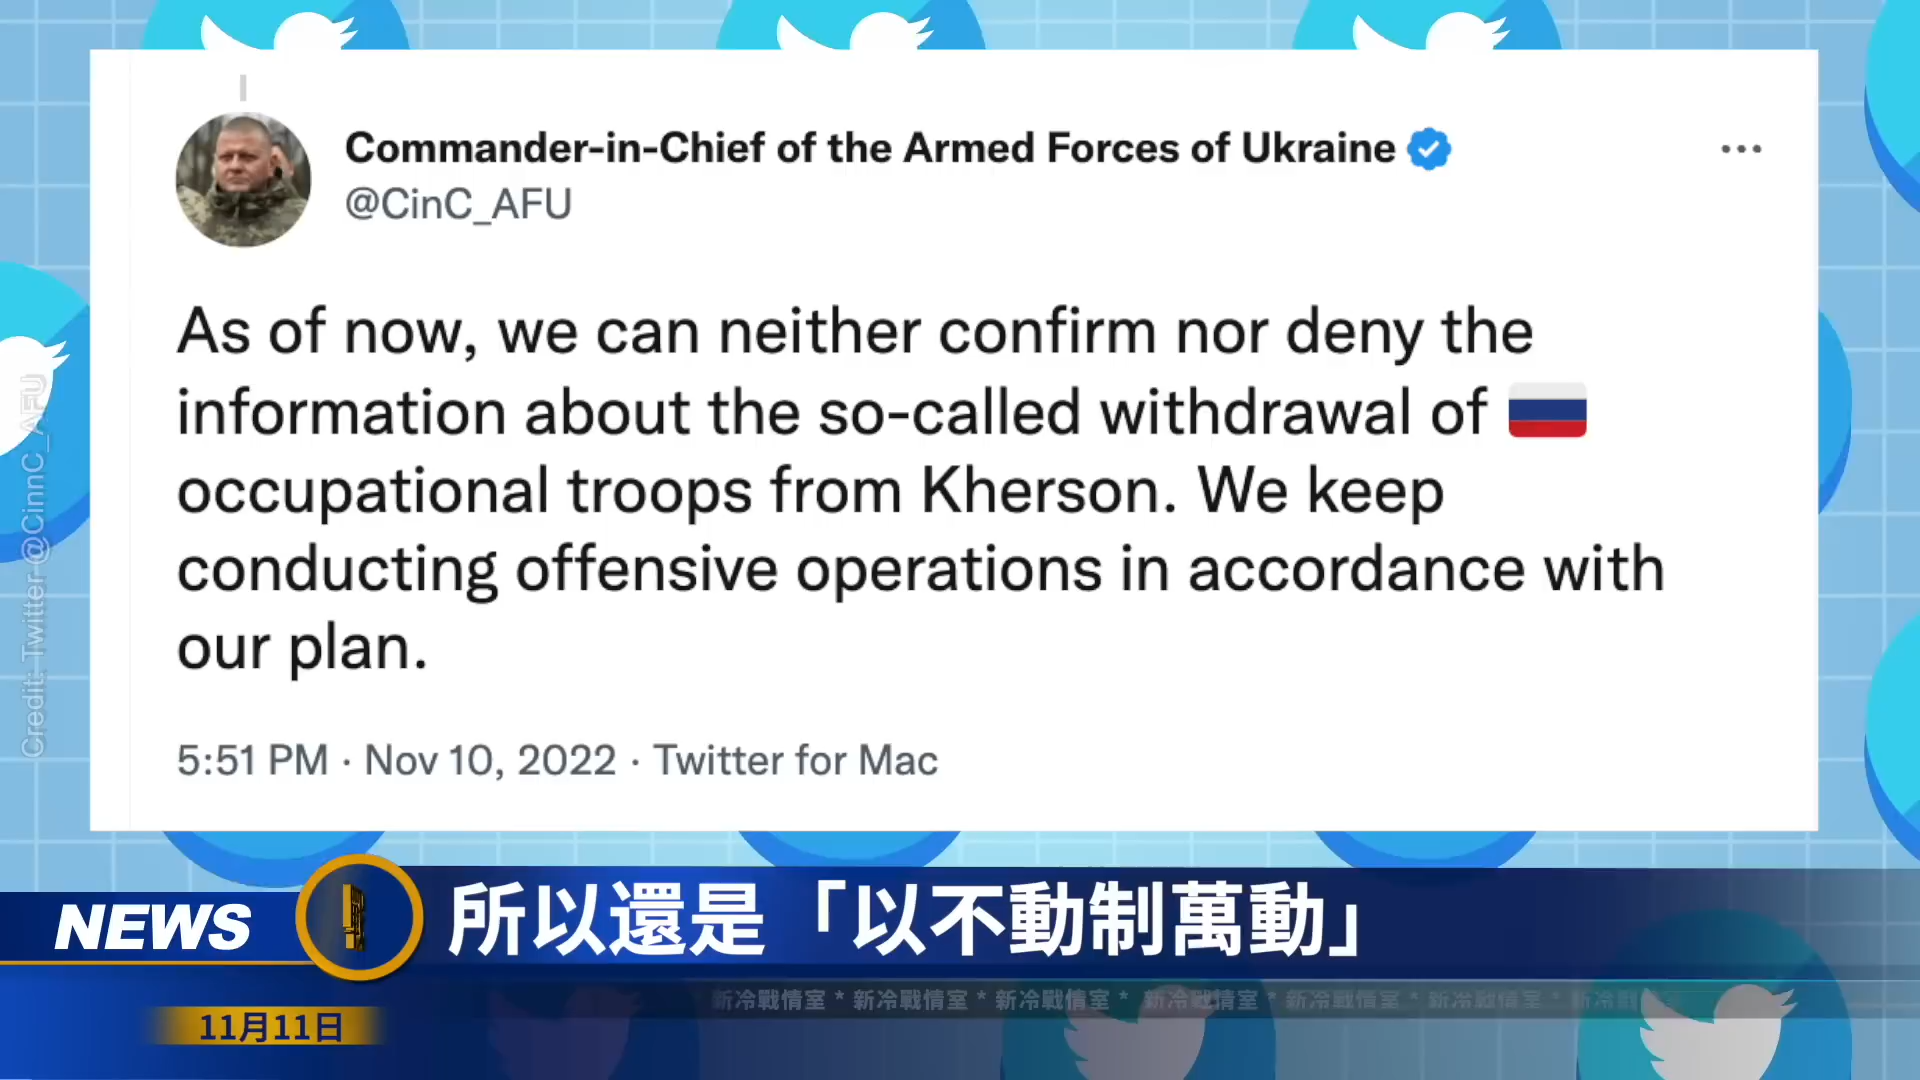 Commander-in-Chief of the Armed Forces of Ukraine
@CinC_AFU
As of now, we can neither confirm nor deny the
information about the so-called withdrawal of 🇷🇺
occupational troops from Kherson. We keep
conducting offensive operations in accordance with
our plan.
5:51 PM · Nov 10, 2022 · Twitter for Mac
Credit: Twitter @CinnC_AFU
NEWS
所以還是「以不動制萬動」
新冷戰情室 * 新冷戰情室 * 新冷戰情室 * 新冷戰情室 * 新冷戰情室 * 新冷戰情室 * 新冷戰
11月11日